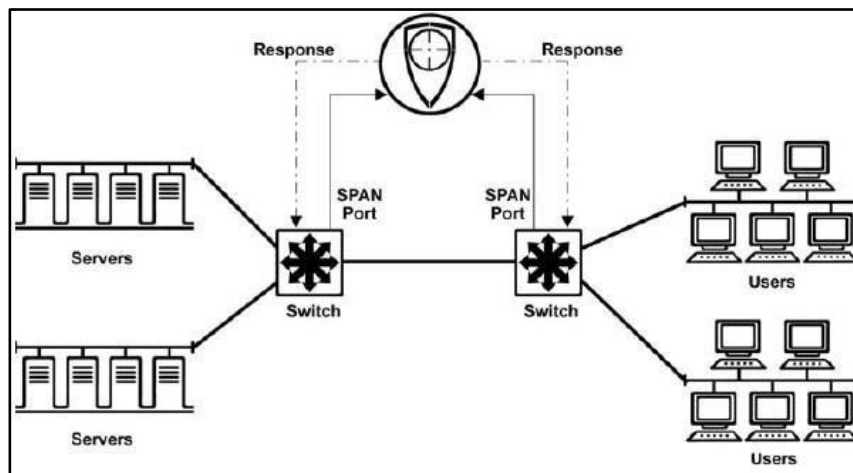 Response
Response
SPAN
Port
SPAN
Port
Servers
Switch
Switch
Users
Servers
Users